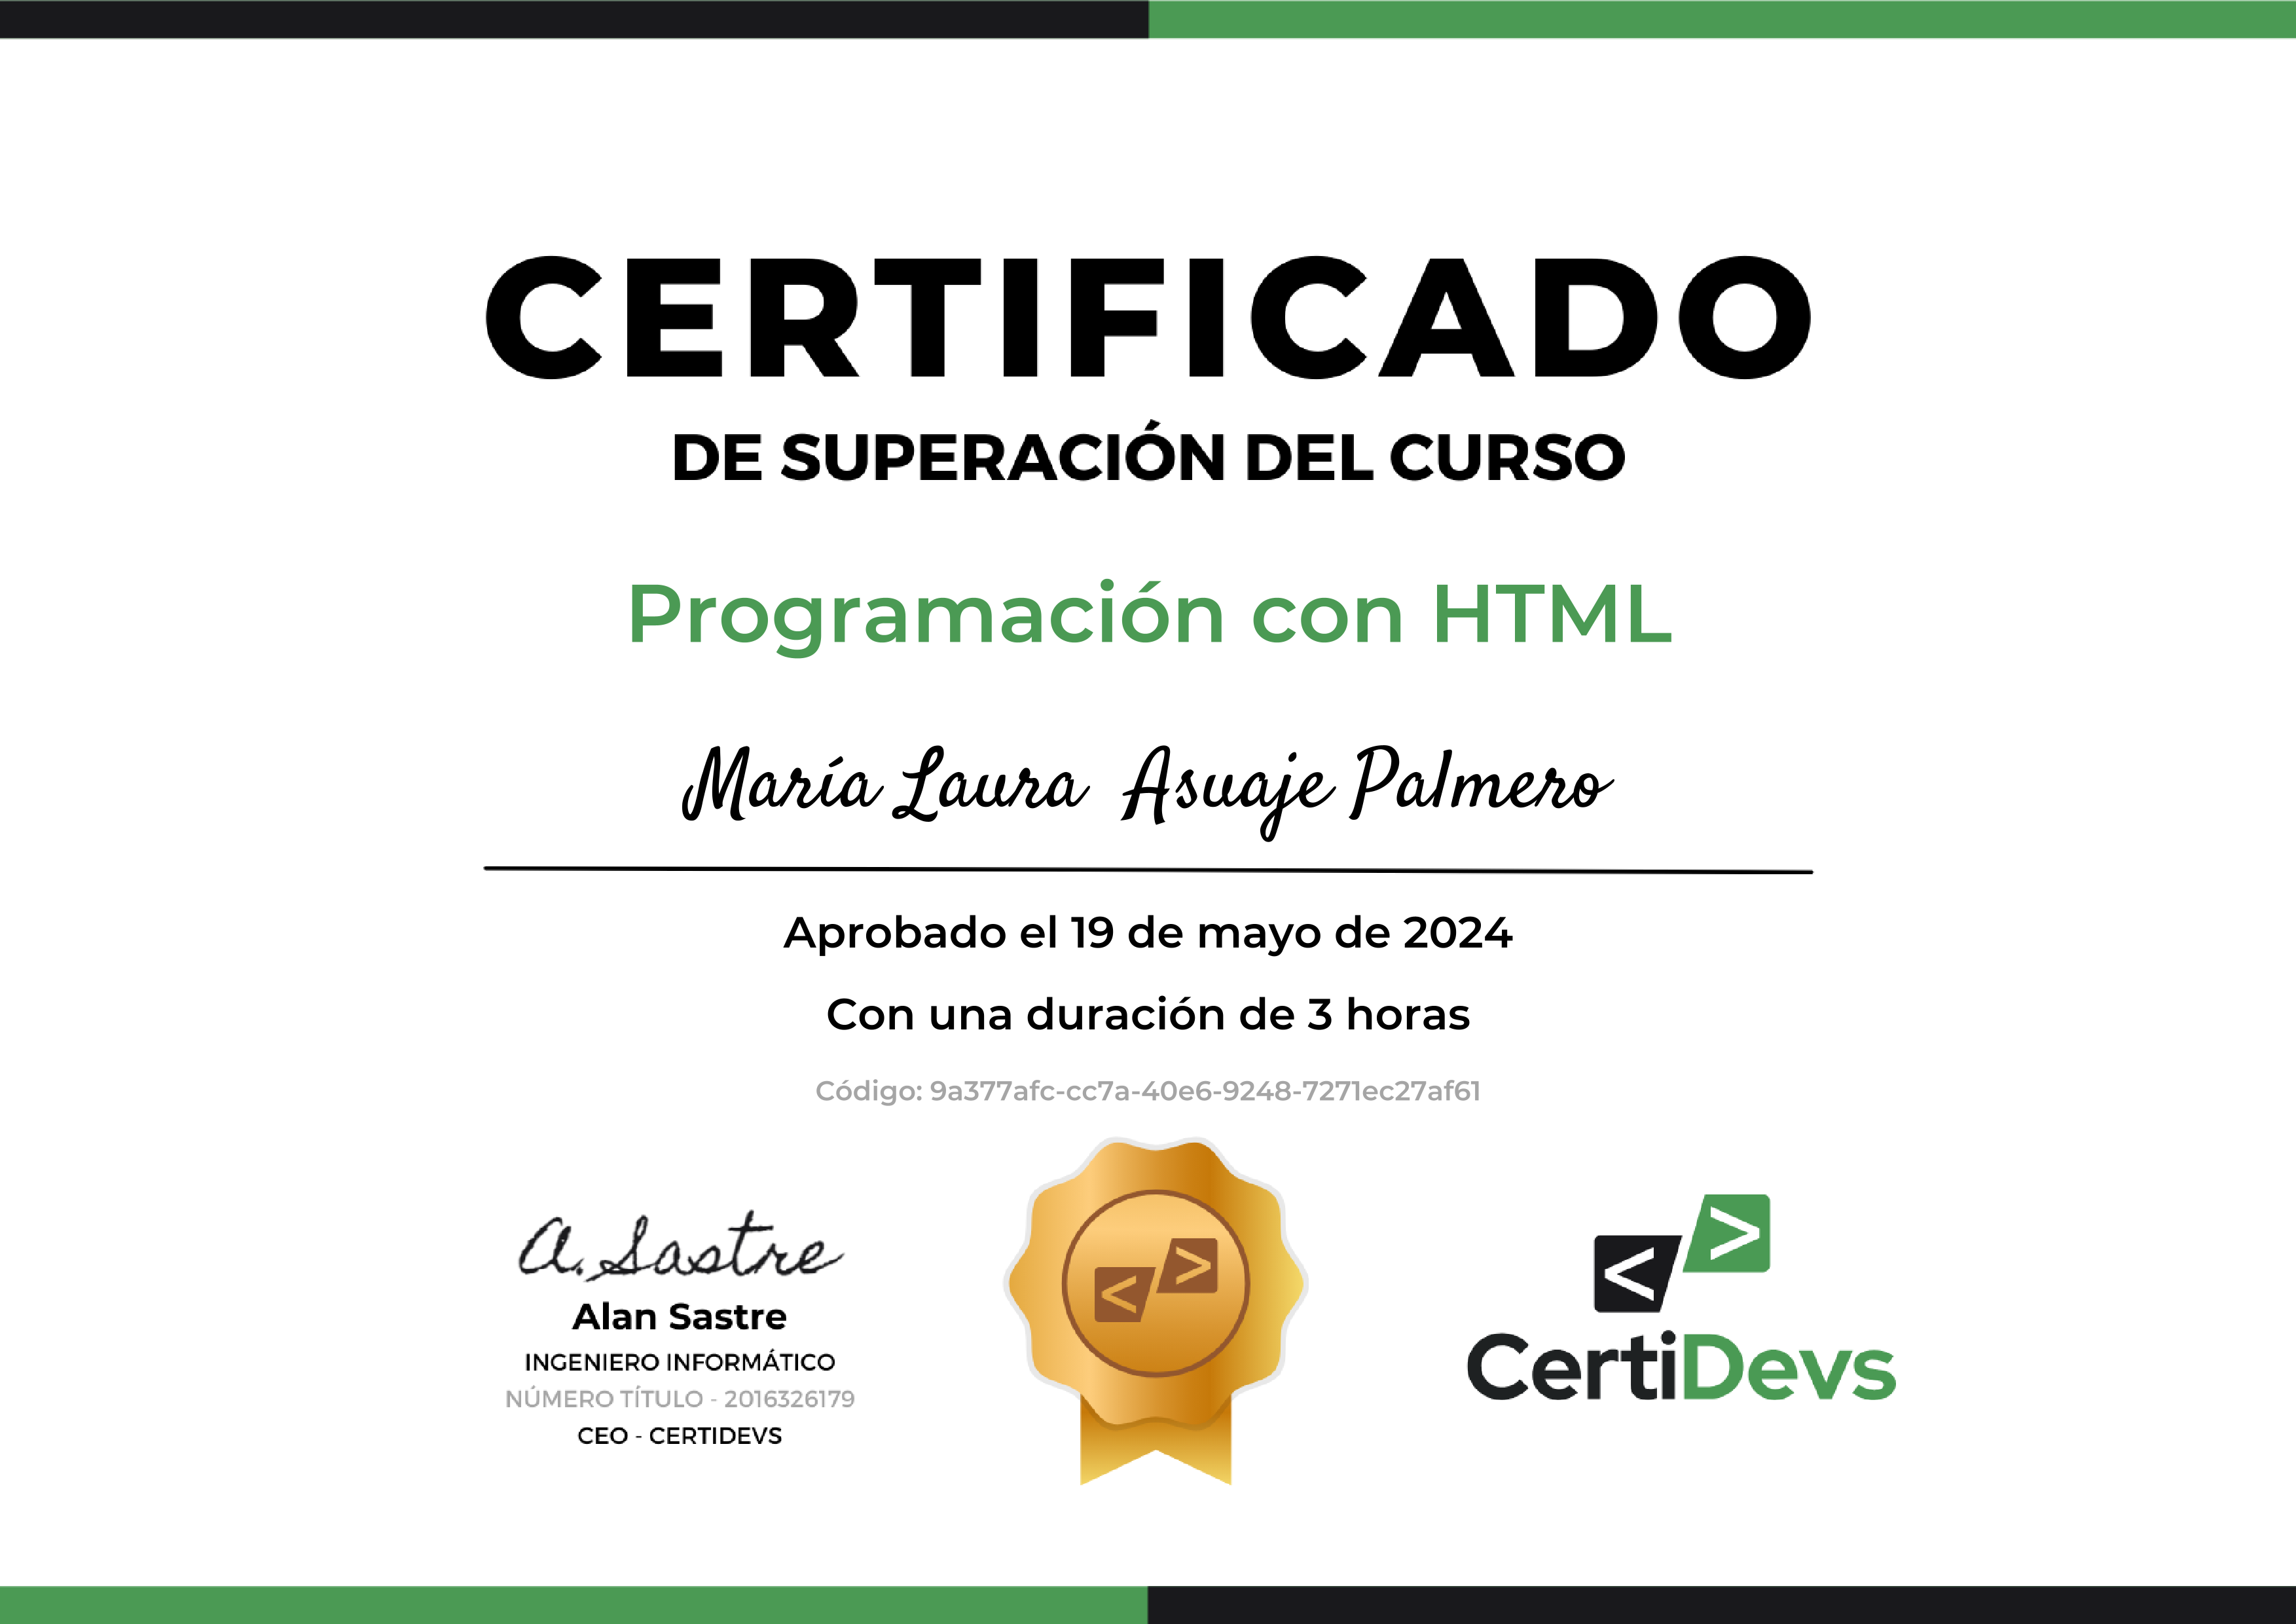 CERTIFICADO
DE SUPERACIÓN DEL CURSO
Programación con HTML
María Laura Asuaje Palmero
Aprobado el 19 de mayo de 2024
Con una duración de 3 horas
Código: 9a377afc-cc7a-40e6-9248-7271ec27af61
A. Sastre
Alan Sastre
INGENIERO INFORMÁTICO
NÚMERO TÍTULO - 2016326179
CEO - CERTIDEVS
< >
< >
CertiDevs